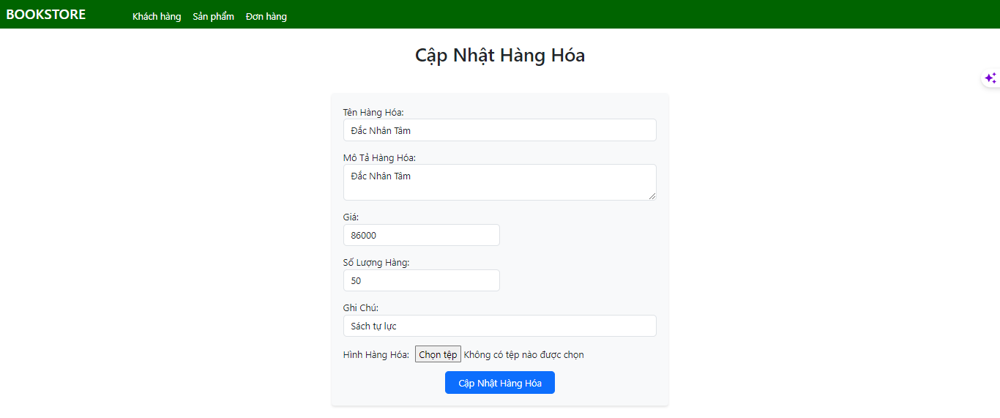 BOOKSTORE Khách hàng Sản phẩm Đơn hàng
Cập Nhật Hàng Hóa
Tên Hàng Hóa:
Đắc Nhân Tâm
Mô Tả Hàng Hóa:
Đắc Nhân Tâm
Giá:
86000
Số Lượng Hàng:
50
Ghi Chú:
Sách tự lực
Hình Hàng Hóa: Chọn tệp Không có tệp nào được chọn
Cập Nhật Hàng Hóa